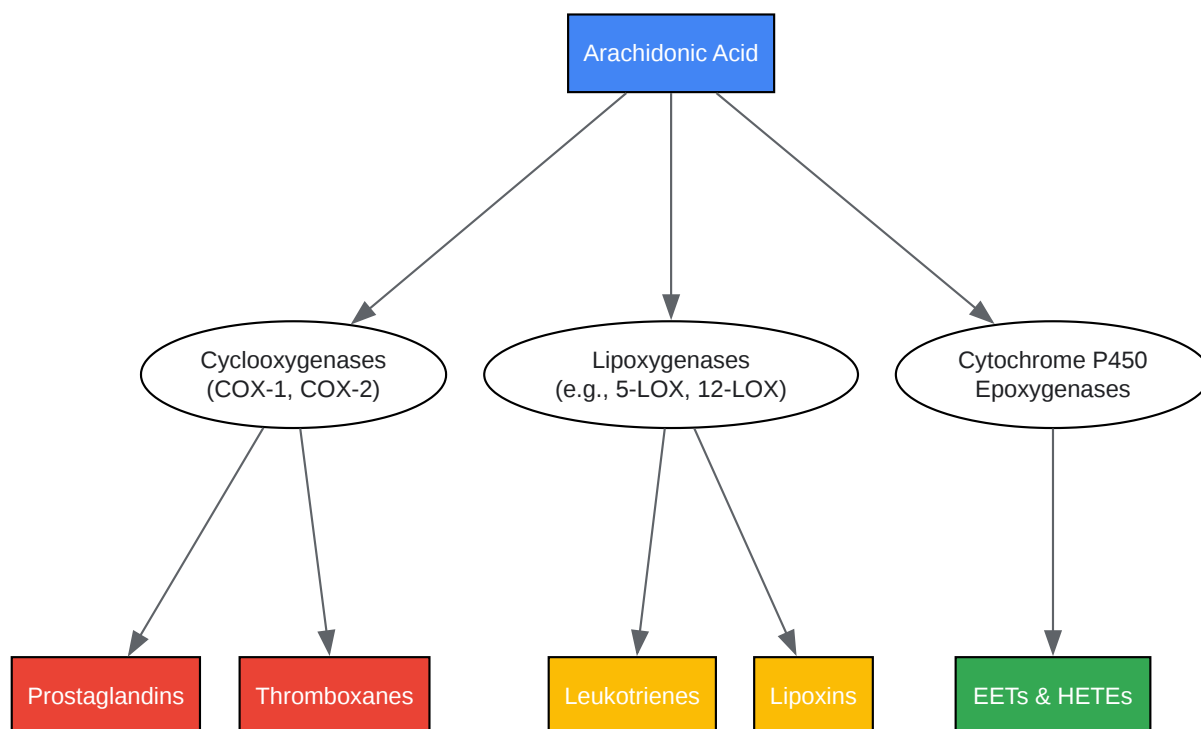 Arachidonic Acid
Cyclooxygenases
(COX-1, COX-2)
Lipoxygenases
(e.g., 5-LOX, 12-LOX)
Cytochrome P450
Epoxygenases
Prostaglandins
Thromboxanes
Leukotrienes
Lipoxins
EETs & HETEs